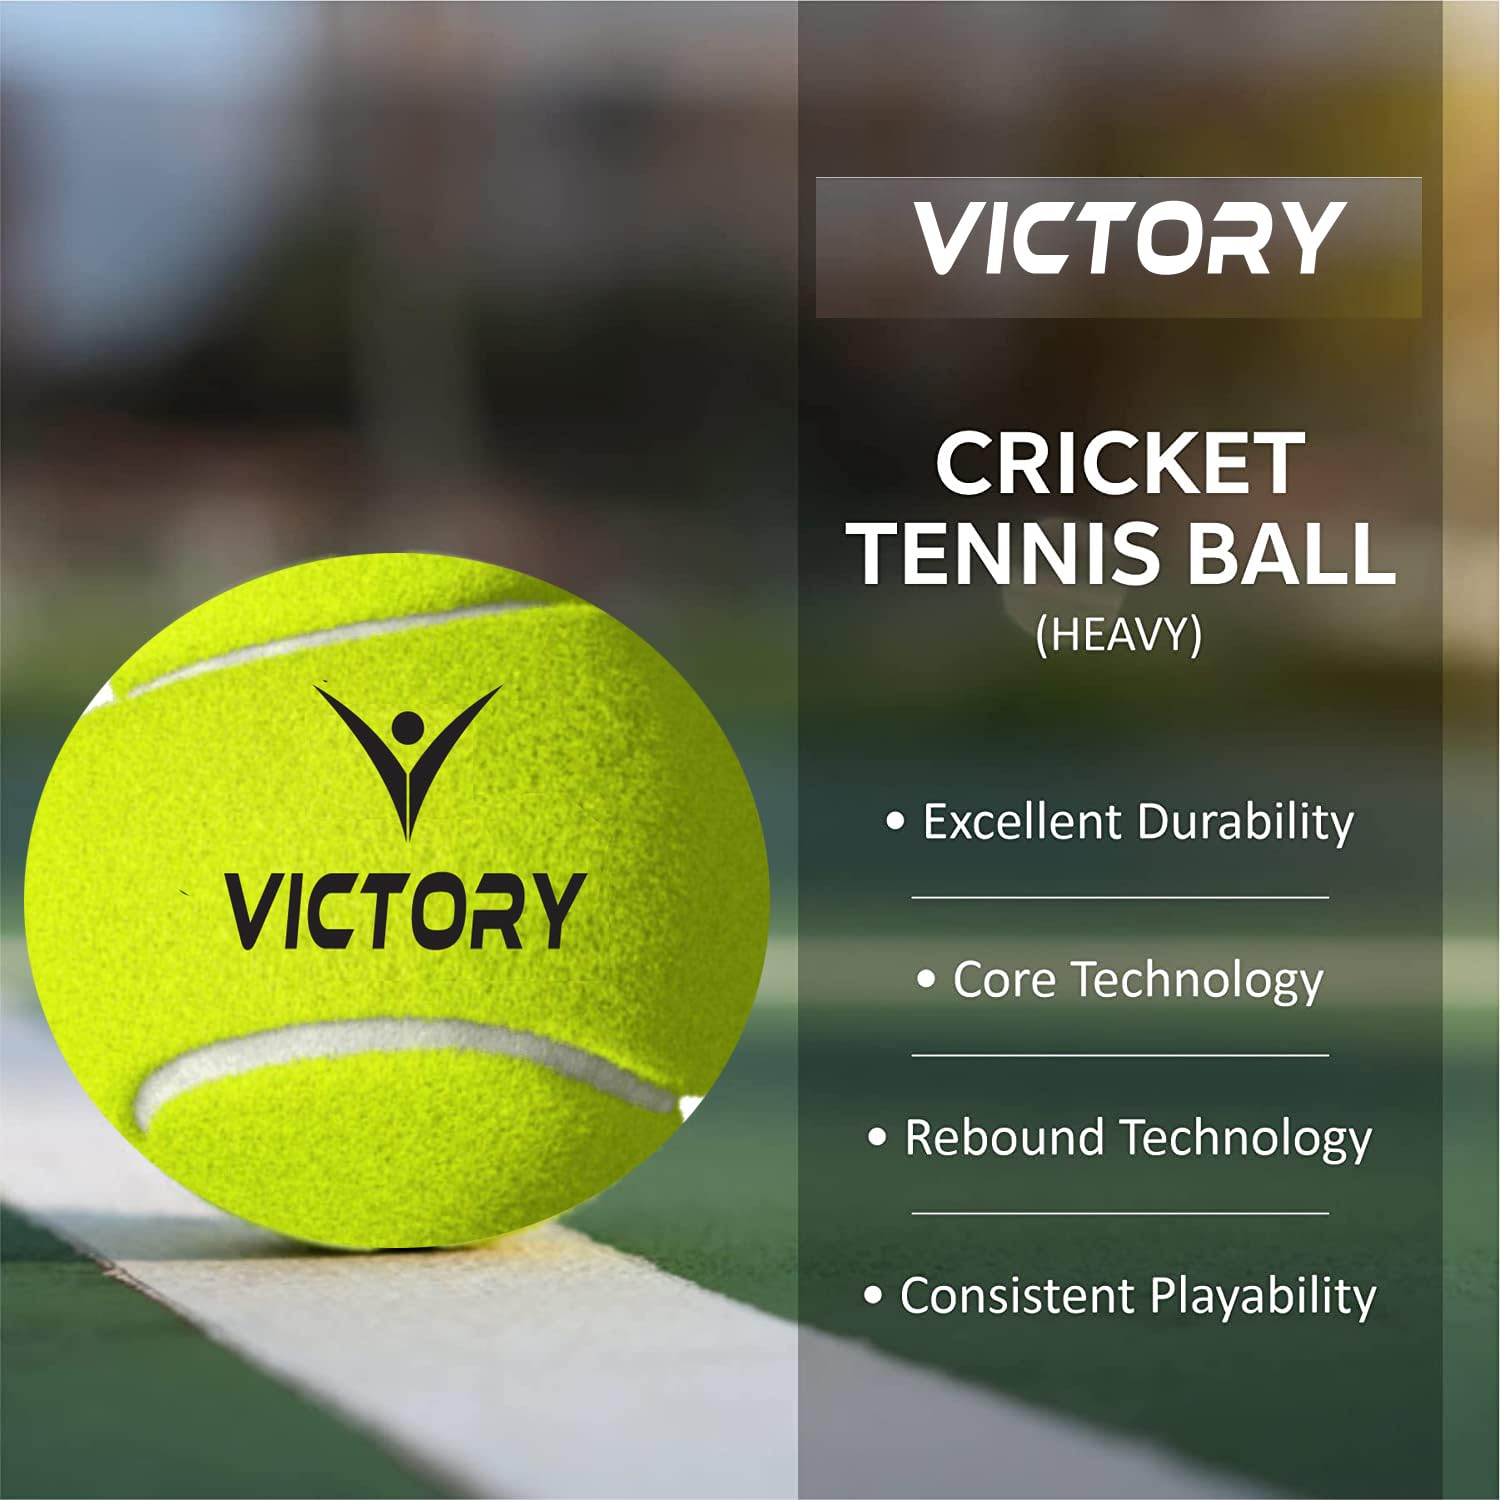 VICTORY
VICTORY
CRICKET
TENNIS BALL
(HEAVY)
• Excellent Durability
• Core Technology
• Rebound Technology
• Consistent Playability